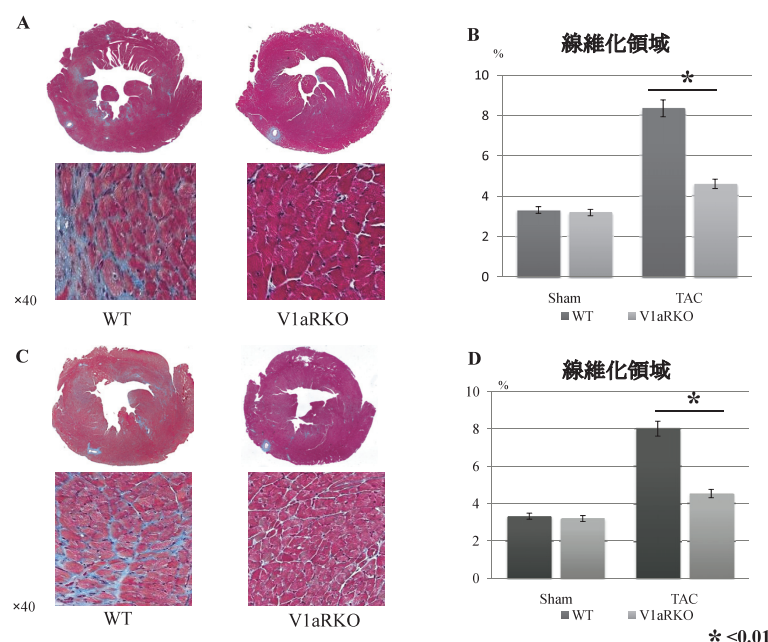 A
×40
WT
V1aRKO
B
線維化領域
%
*
10
8
6
4
2
0
Sham
TAC
WT
V1aRKO
C
×40
WT
V1aRKO
D
線維化領域
%
*
10
8
6
4
2
0
Sham
TAC
WT
V1aRKO
* <0.01